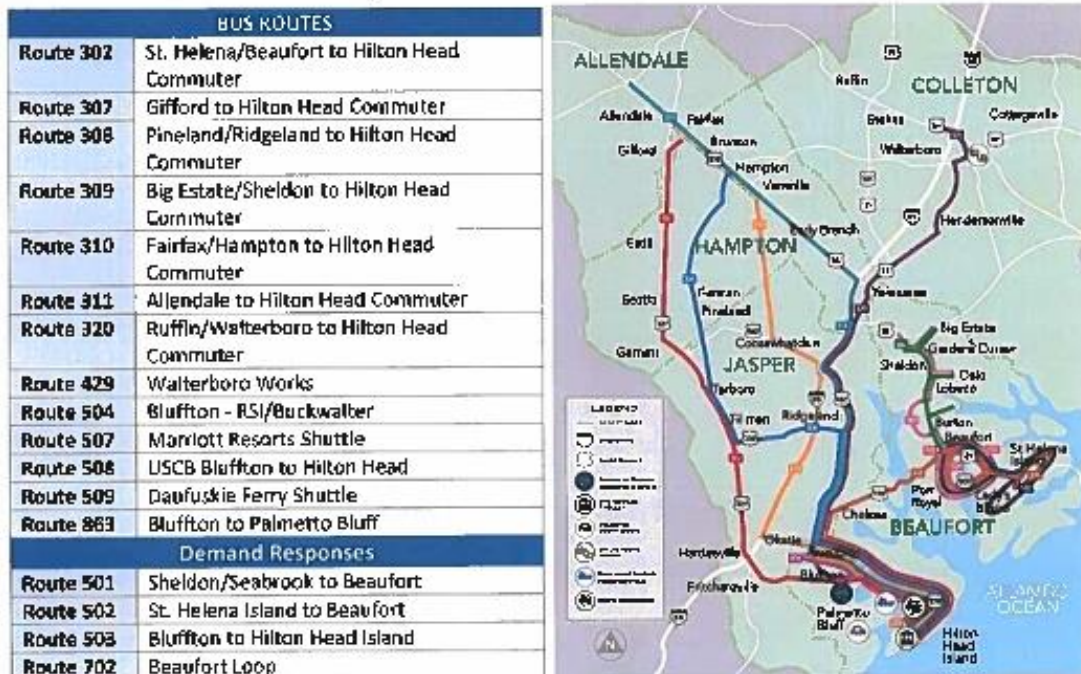 BUS ROUTES
Route 302 St. Helena/Beaufort to Hilton Head
Commuter
Route 307 Gifford to Hilton Head Commuter
Route 308 Pineland/Ridgeland to Hilton Head
Commuter
Route 309 Big Estate/Sheldon to Hilton Head
Commuter
Route 310 Fairfax/Hampton to Hilton Head
Commuter
Route 311 Allendale to Hilton Head Commuter
Route 320 Ruffin/Walterboro to Hilton Head
Commuter
Route 429 Walterboro Works
Route 504 Bluffton - RSI/Buckwalter
Route 507 Marriott Resorts Shuttle
Route 508 USCB Bluffton to Hilton Head
Route 509 Daufuskie Ferry Shuttle
Route 863 Bluffton to Palmetto Bluff
Demand Responses
Route 501 Sheldon/Seabrook to Beaufort
Route 502 St. Helena Island to Beaufort
Route 503 Bluffton to Hilton Head Island
Route 702 Beaufort Loop
ALLENDALE
COLLETON
Ruffin
Allendale
Fairfax
Cottageville
Walterboro
Gifford
Brunson
Hampton
Varnville
Hendersonville
Early Branch
HAMPTON
Estill
Yemassee
Scotia
Pineland
Garnett
Coosawhatchie
JASPER
Big Estate
Gardens Corner
Sheldon
Dale
Lobeco
Tarboro
Tillman
Ridgeland
LEGEND
Burton
Beaufort
St Helena
Island
Port
Royal
Chelsea
BEAUFORT
Okatie
Hardeeville
Bluffton
Palmetto
Bluff
ATLANTIC
OCEAN
Hilton
Head
Island
N